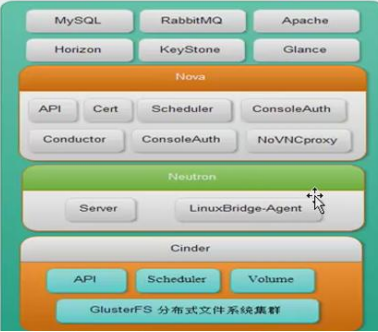 MySQL RabbitMQ Apache
Horizon KeyStone Glance
Nova
API Cert Scheduler ConsoleAuth
Conductor ConsoleAuth NoVNCproxy
Neutron
Server LinuxBridge-Agent
Cinder
API Scheduler Volume
GlusterFS 分布式文件系统集群